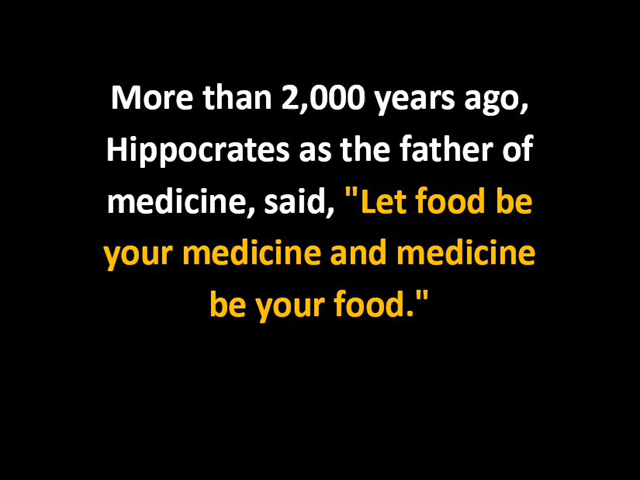 More than 2,000 years ago,
Hippocrates as the father of
medicine, said, "Let food be
your medicine and medicine
be your food."